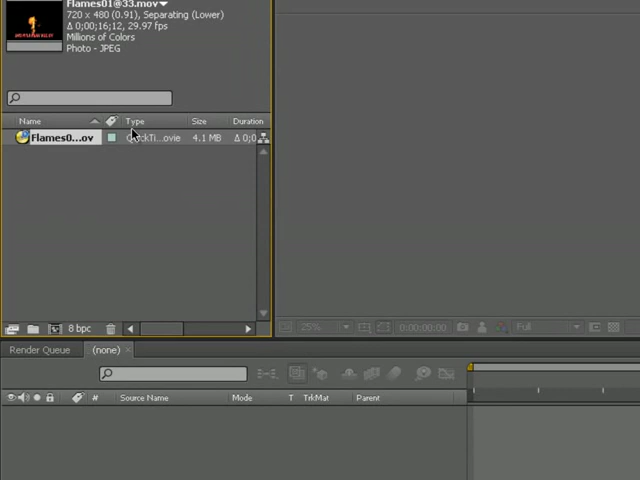 Flames01@33.mov
720 x 480 (0.91), Separating (Lower)
Δ 0;00;16;12, 29.97 fps
Millions of Colors
Photo - JPEG
Name Type Size Duration
Flames0...ov 4.1 MB Δ 0;0
8 bpc 25% 0:00:00:00 Full
Render Queue (none) ×
# Source Name Mode T TrkMat Parent